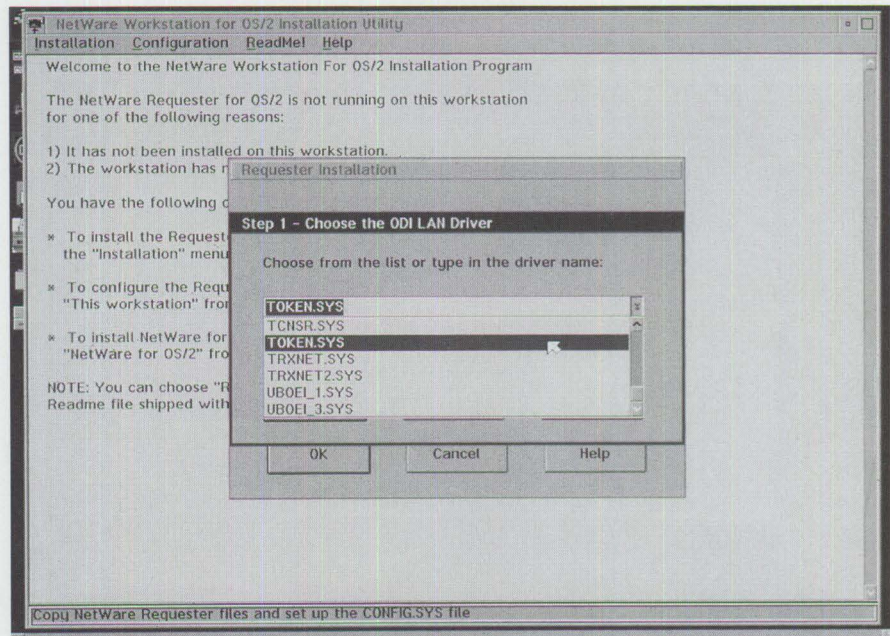 NetWare Workstation for OS/2 Installation Utility
Installation Configuration ReadMe! Help
Welcome to the NetWare Workstation For OS/2 Installation Program
The NetWare Requester for OS/2 is not running on this workstation
for one of the following reasons:
1) It has not been installed on this workstation.
2) The workstation has
You have the following
* To install the
the "Installation" menu
* To configure the
"This workstation"
* To install NetWare for
"NetWare for OS/2"
NOTE: You can choose
Readme file shipped with
Requester Installation
Step 1 - Choose the ODI LAN Driver
Choose from the list or type in the driver name:
TOKEN.SYS
TCNSR.SYS
TOKEN.SYS
TRXNET.SYS
TRXNET2.SYS
UBOEI_1.SYS
UBOEI_3.SYS
OK Cancel Help
Copy NetWare Requester files and set up the CONFIG.SYS file